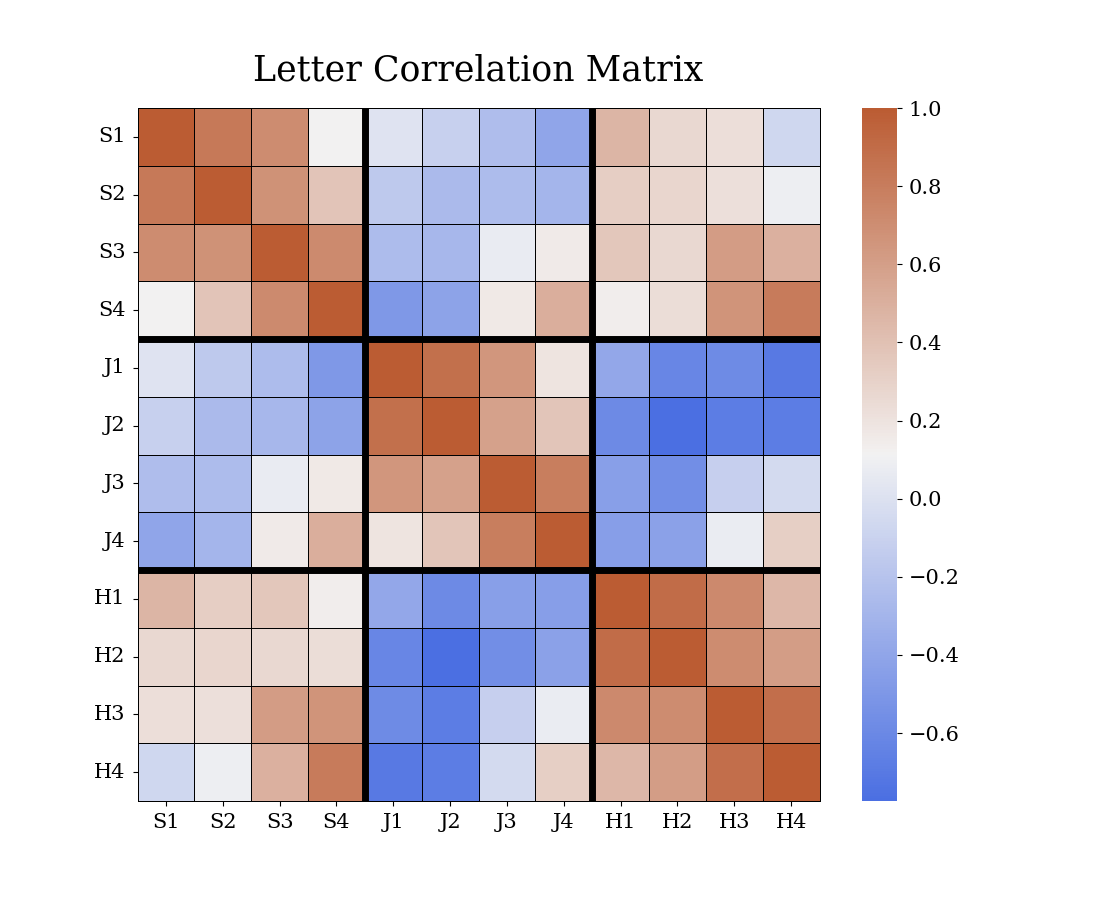 Letter Correlation Matrix
S1
S2
S3
S4
J1
J2
J3
J4
H1
H2
H3
H4
S1 S2 S3 S4 J1 J2 J3 J4 H1 H2 H3 H4
1.0
0.8
0.6
0.4
0.2
0.0
−0.2
−0.4
−0.6